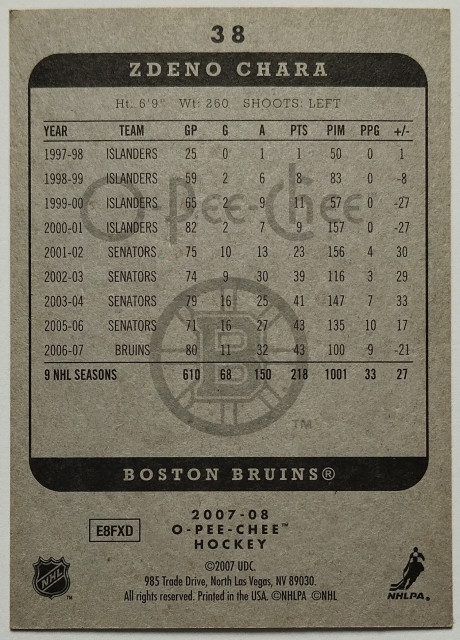 38
ZDENO CHARA
Ht: 6'9" Wt: 260 SHOOTS: LEFT
YEAR TEAM GP G A PTS PIM PPG +/-
1997-98 ISLANDERS 25 0 1 1 50 0 1
1998-99 ISLANDERS 59 2 6 8 83 0 -8
1999-00 ISLANDERS 65 2 9 11 57 0 -27
2000-01 ISLANDERS 82 2 7 9 157 0 -27
2001-02 SENATORS 75 10 13 23 156 4 30
2002-03 SENATORS 74 9 30 39 116 3 29
2003-04 SENATORS 79 16 25 41 147 7 33
2005-06 SENATORS 71 16 27 43 135 10 17
2006-07 BRUINS 80 11 32 43 100 9 -21
9 NHL SEASONS 610 68 150 218 1001 33 27
O-Pee-Chee
B
TM
BOSTON BRUINS®
E8FXD
2007-08
O-PEE-CHEE™
HOCKEY
©2007 UDC.
985 Trade Drive, North Las Vegas, NV 89030.
All rights reserved. Printed in the USA. ©NHLPA ©NHL
NHL
NHLPA